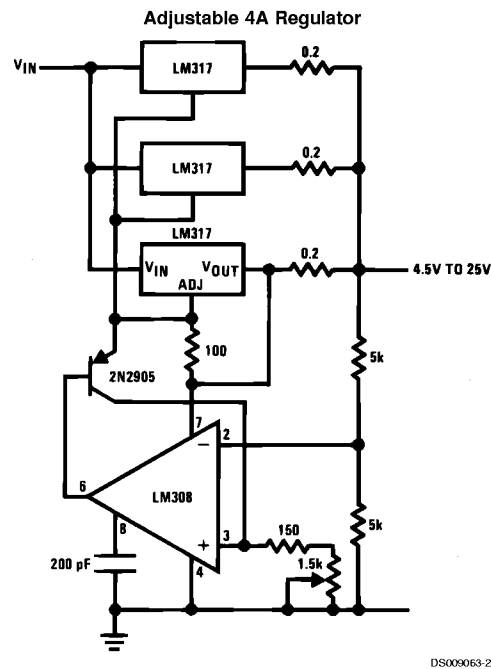 Adjustable 4A Regulator
VIN
LM317
0.2
LM317
0.2
LM317
VIN
VOUT
ADJ
0.2
4.5V TO 25V
100
5k
2N2905
7
2
−
6
LM308
8
+
3
4
150
1.5k
5k
200 pF
DS009063-2